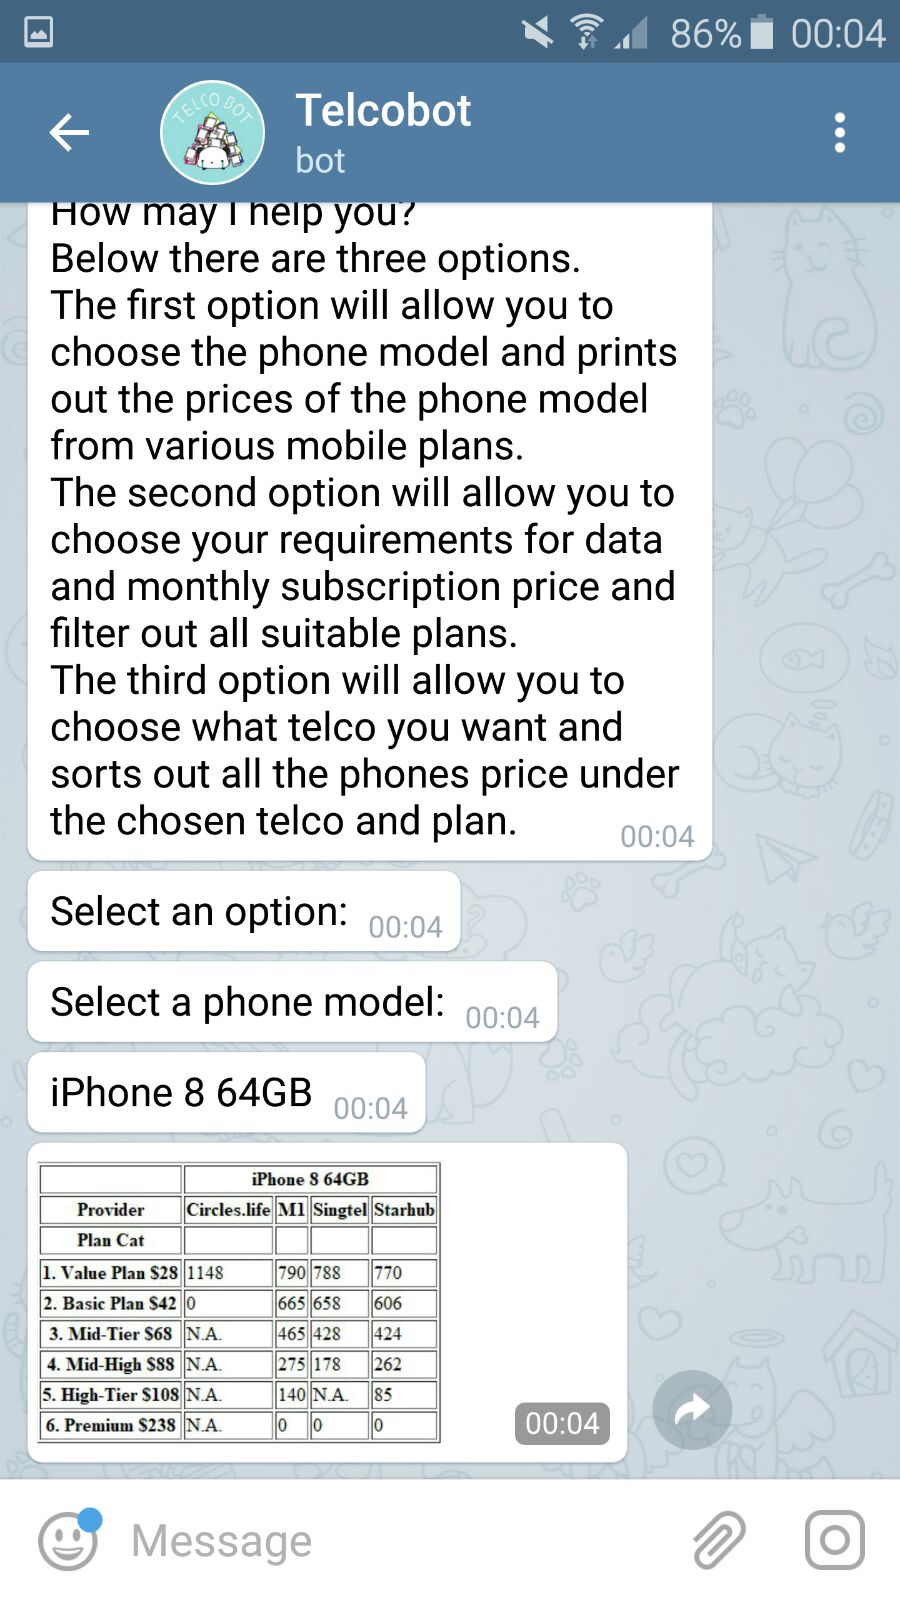 86% 00:04
TELCO BOT
Telcobot
bot
How may I help you?
Below there are three options.
The first option will allow you to
choose the phone model and prints
out the prices of the phone model
from various mobile plans.
The second option will allow you to
choose your requirements for data
and monthly subscription price and
filter out all suitable plans.
The third option will allow you to
choose what telco you want and
sorts out all the phones price under
the chosen telco and plan. 00:04
Select an option: 00:04
Select a phone model: 00:04
iPhone 8 64GB 00:04
iPhone 8 64GB
Provider Circles.life M1 Singtel Starhub
Plan Cat
1. Value Plan $28 1148 790 788 770
2. Basic Plan $42 0 665 658 606
3. Mid-Tier $68 N.A. 465 428 424
4. Mid-High $88 N.A. 275 178 262
5. High-Tier $108 N.A. 140 N.A. 85
6. Premium $238 N.A. 0 0 0
00:04
Message